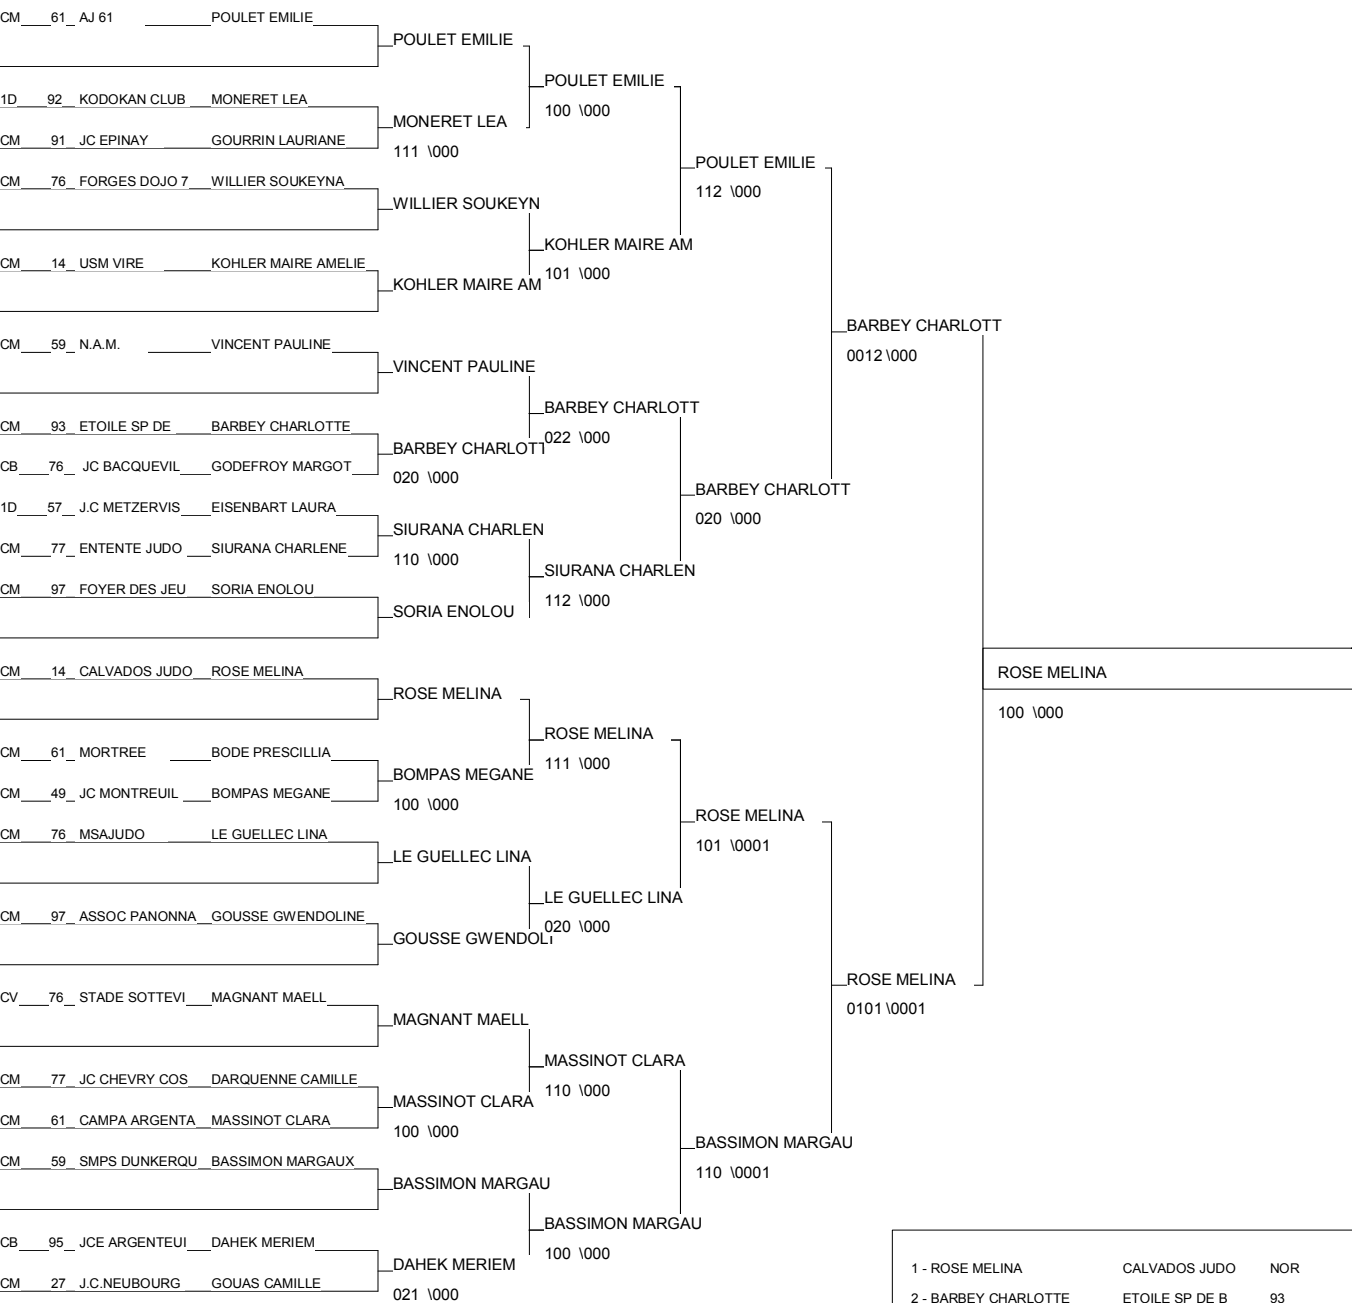 CM 61 AJ 61 POULET EMILIE
POULET EMILIE
POULET EMILIE
100 \000
1D 92 KODOKAN CLUB MONERET LEA
MONERET LEA
111 \000
CM 91 JC EPINAY GOURRIN LAURIANE
POULET EMILIE
112 \000
CM 76 FORGES DOJO 7 WILLIER SOUKEYNA
WILLIER SOUKEYN
KOHLER MAIRE AM
101 \000
CM 14 USM VIRE KOHLER MAIRE AMELIE
KOHLER MAIRE AM
BARBEY CHARLOTT
0012 \000
CM 59 N.A.M. VINCENT PAULINE
VINCENT PAULINE
BARBEY CHARLOTT
022 \000
CM 93 ETOILE SP DE BARBEY CHARLOTTE
BARBEY CHARLOTT
020 \000
CB 76 JC BACQUEVIL GODEFROY MARGOT
BARBEY CHARLOTT
020 \000
1D 57 J.C METZERVIS EISENBART LAURA
SIURANA CHARLEN
110 \000
CM 77 ENTENTE JUDO SIURANA CHARLENE
SIURANA CHARLEN
112 \000
CM 97 FOYER DES JEU SORIA ENOLOU
SORIA ENOLOU
ROSE MELINA
100 \000
CM 14 CALVADOS JUDO ROSE MELINA
ROSE MELINA
ROSE MELINA
111 \000
CM 61 MORTREE BODE PRESCILLIA
BOMPAS MEGANE
100 \000
CM 49 JC MONTREUIL BOMPAS MEGANE
ROSE MELINA
101 \0001
CM 76 MSAJUDO LE GUELLEC LINA
LE GUELLEC LINA
LE GUELLEC LINA
020 \000
CM 97 ASSOC PANONNA GOUSSE GWENDOLINE
GOUSSE GWENDOLI
ROSE MELINA
0101 \0001
CV 76 STADE SOTTEVI MAGNANT MAELL
MAGNANT MAELL
MASSINOT CLARA
110 \000
CM 77 JC CHEVRY COS DARQUENNE CAMILLE
MASSINOT CLARA
100 \000
CM 61 CAMPA ARGENTA MASSINOT CLARA
BASSIMON MARGAU
110 \0001
CM 59 SMPS DUNKERQU BASSIMON MARGAUX
BASSIMON MARGAU
BASSIMON MARGAU
100 \000
CB 95 JCE ARGENTEUI DAHEK MERIEM
DAHEK MERIEM
021 \000
CM 27 J.C.NEUBOURG GOUAS CAMILLE
1 - ROSE MELINA CALVADOS JUDO NOR
2 - BARBEY CHARLOTTE ETOILE SP DE B 93